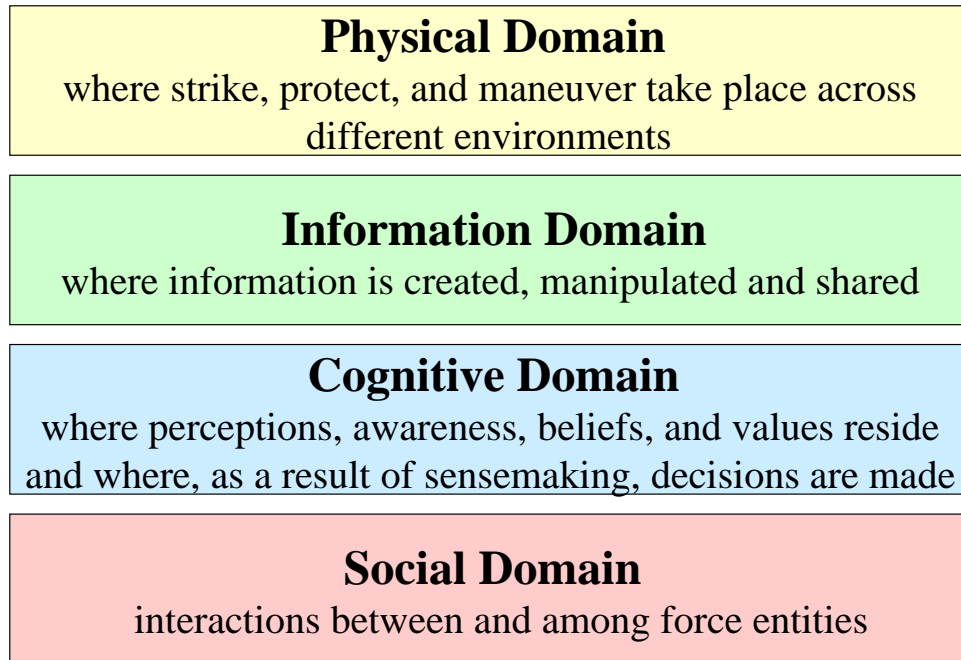 Physical Domain
where strike, protect, and maneuver take place across
different environments
Information Domain
where information is created, manipulated and shared
Cognitive Domain
where perceptions, awareness, beliefs, and values reside
and where, as a result of sensemaking, decisions are made
Social Domain
interactions between and among force entities